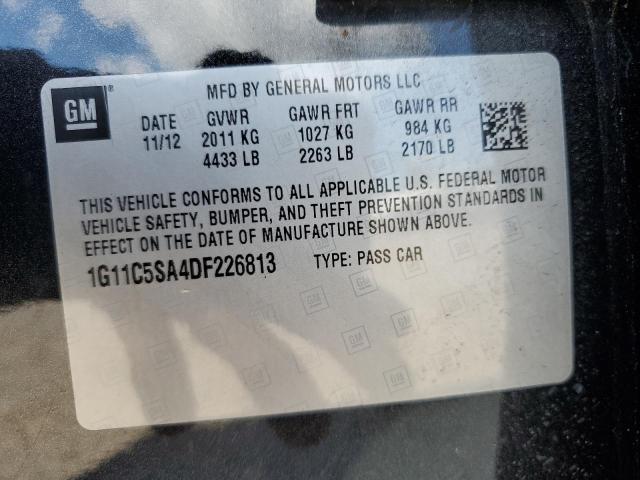 MFD BY GENERAL MOTORS LLC
GM
DATE GVWR GAWR FRT GAWR RR
11/12 2011 KG 1027 KG 984 KG
4433 LB 2263 LB 2170 LB
THIS VEHICLE CONFORMS TO ALL APPLICABLE U.S. FEDERAL MOTOR
VEHICLE SAFETY, BUMPER, AND THEFT PREVENTION STANDARDS IN
EFFECT ON THE DATE OF MANUFACTURE SHOWN ABOVE.
1G11C5SA4DF226813 TYPE: PASS CAR